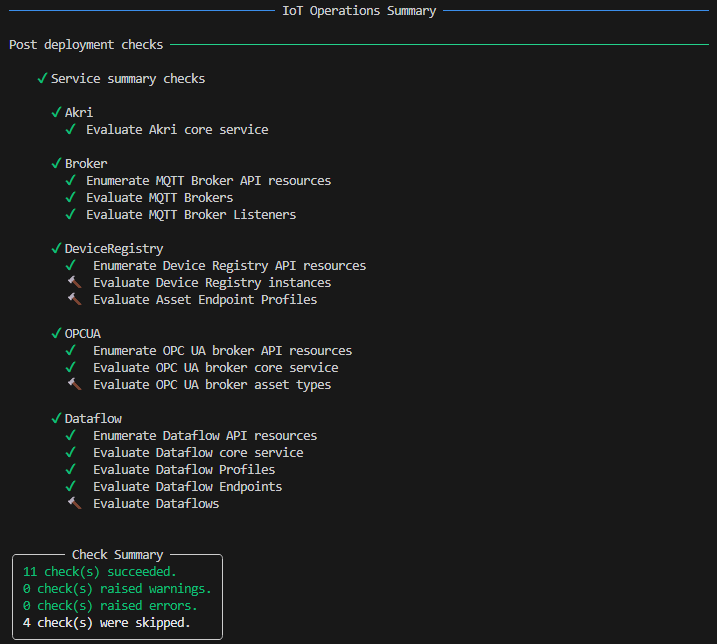 IoT Operations Summary
Post deployment checks
✓ Service summary checks
✓ Akri
✓ Evaluate Akri core service
✓ Broker
✓ Enumerate MQTT Broker API resources
✓ Evaluate MQTT Brokers
✓ Evaluate MQTT Broker Listeners
✓ DeviceRegistry
✓ Enumerate Device Registry API resources
🔨 Evaluate Device Registry instances
🔨 Evaluate Asset Endpoint Profiles
✓ OPCUA
✓ Enumerate OPC UA broker API resources
✓ Evaluate OPC UA broker core service
🔨 Evaluate OPC UA broker asset types
✓ Dataflow
✓ Enumerate Dataflow API resources
✓ Evaluate Dataflow core service
✓ Evaluate Dataflow Profiles
✓ Evaluate Dataflow Endpoints
🔨 Evaluate Dataflows
Check Summary
11 check(s) succeeded.
0 check(s) raised warnings.
0 check(s) raised errors.
4 check(s) were skipped.